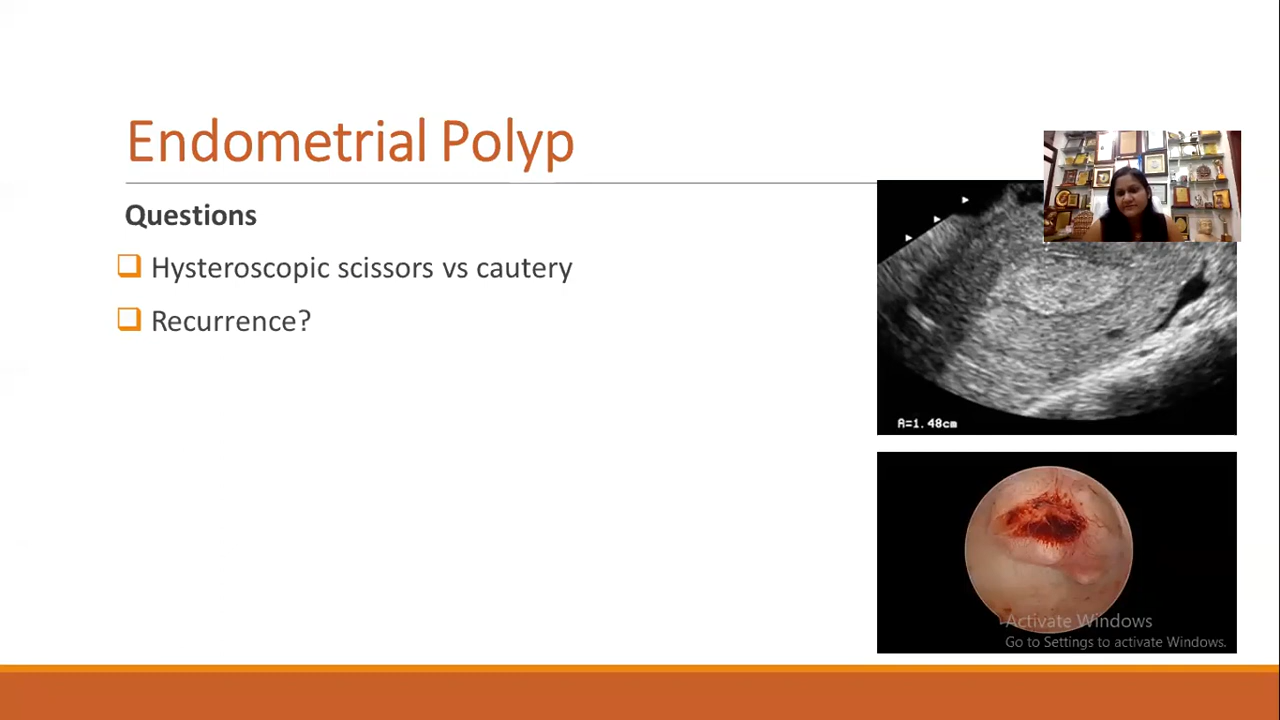 Endometrial Polyp
Questions
Hysteroscopic scissors vs cautery
Recurrence?
A=1.48cm
Activate Windows
Go to Settings to activate Windows.